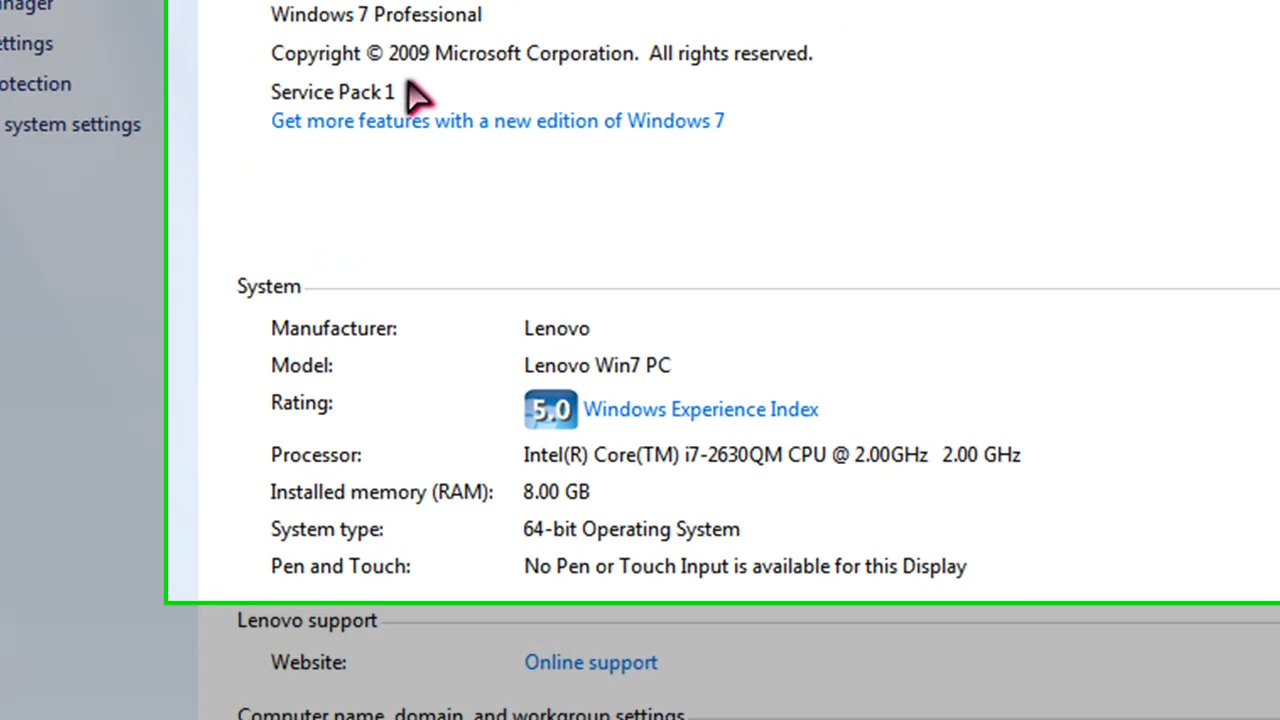 Windows 7 Professional
Copyright © 2009 Microsoft Corporation. All rights reserved.
Service Pack 1
Get more features with a new edition of Windows 7
ettings
otection
system settings
System
Manufacturer: Lenovo
Model: Lenovo Win7 PC
Rating: 5.0 Windows Experience Index
Processor: Intel(R) Core(TM) i7-2630QM CPU @ 2.00GHz 2.00 GHz
Installed memory (RAM): 8.00 GB
System type: 64-bit Operating System
Pen and Touch: No Pen or Touch Input is available for this Display
Lenovo support
Website: Online support
Computer name, domain, and workgroup settings